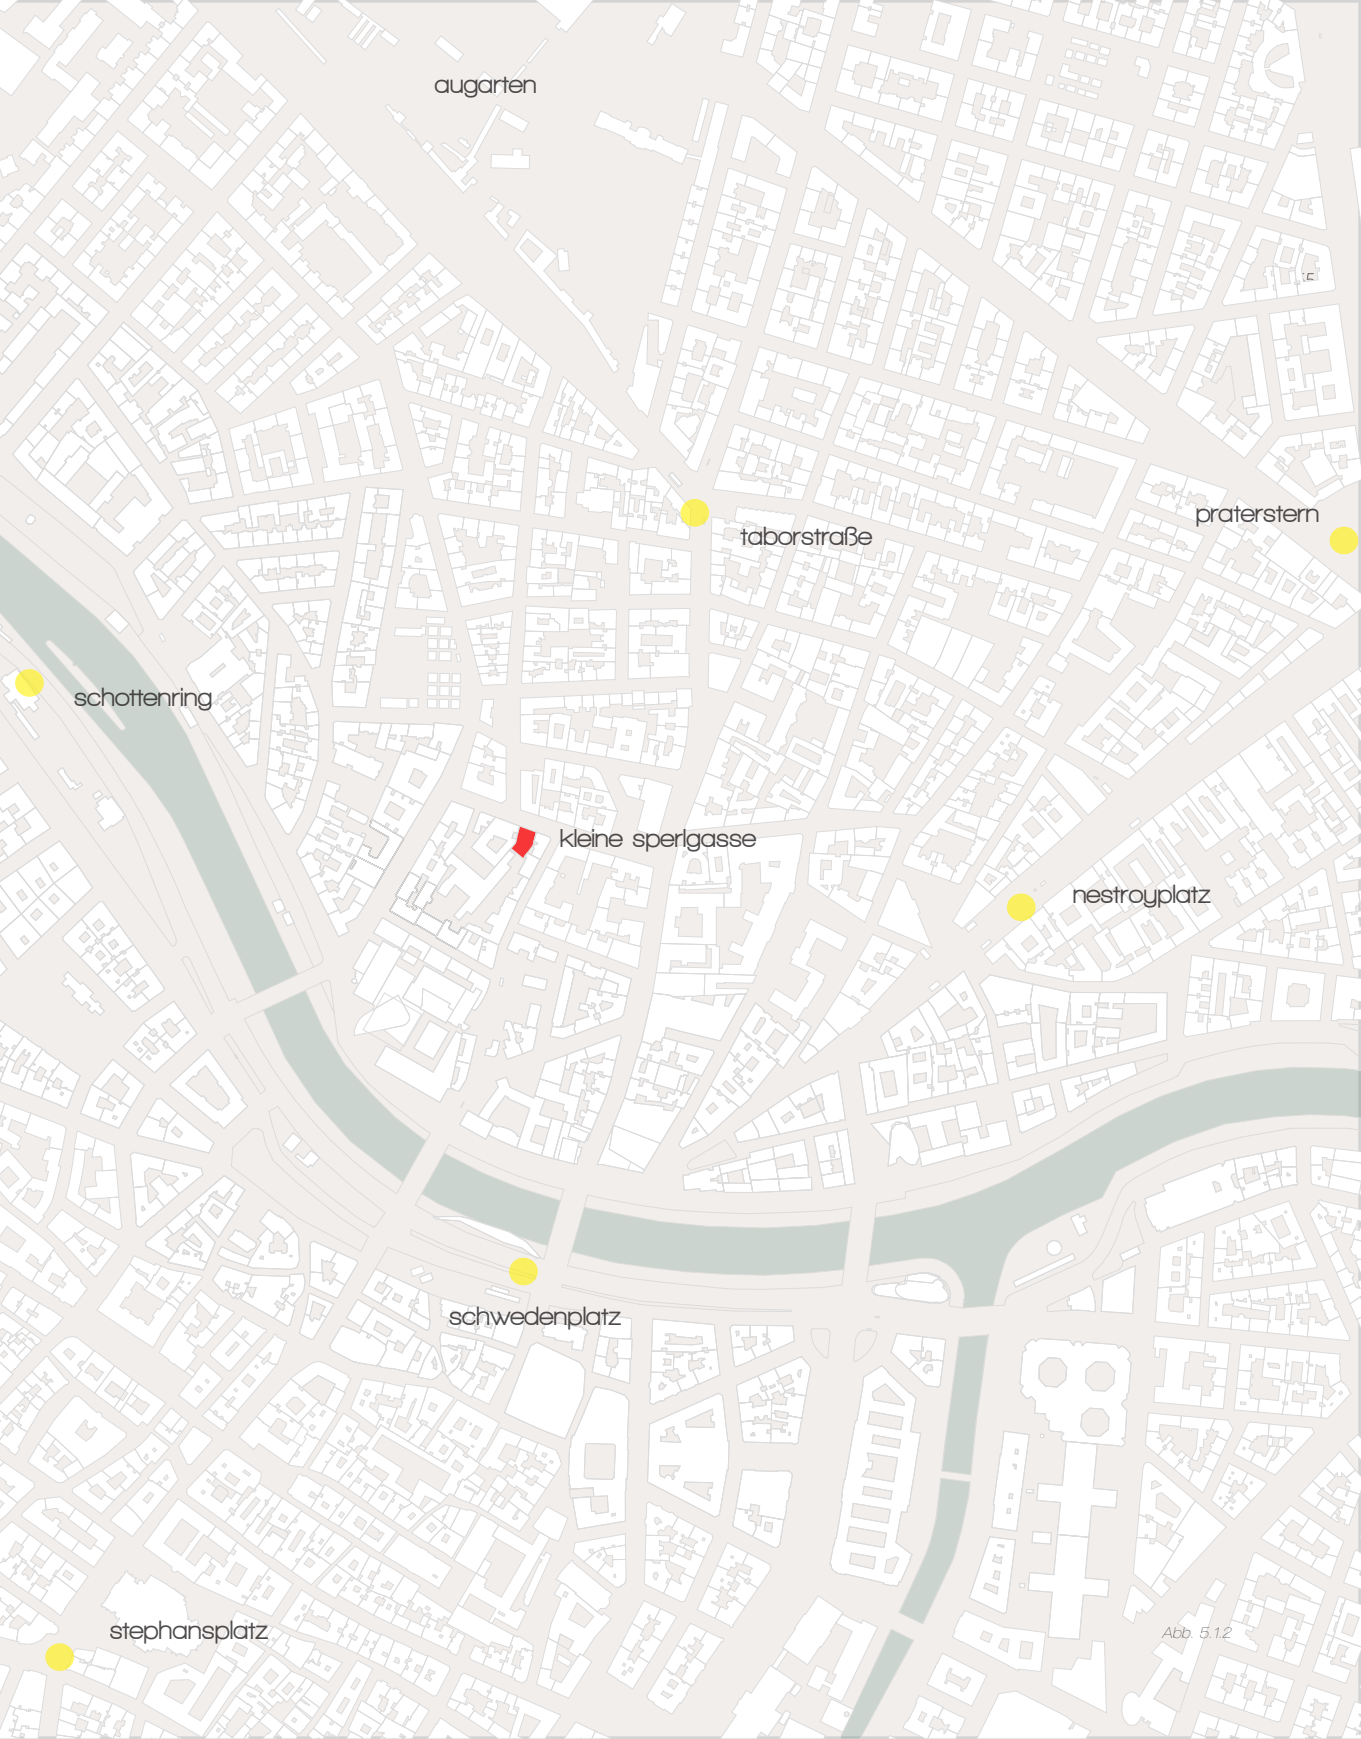 augarten
praterstern
taborstraße
schottenring
kleine sperlgasse
nestroyplatz
schwedenplatz
stephansplatz
Abb. 5.1.2